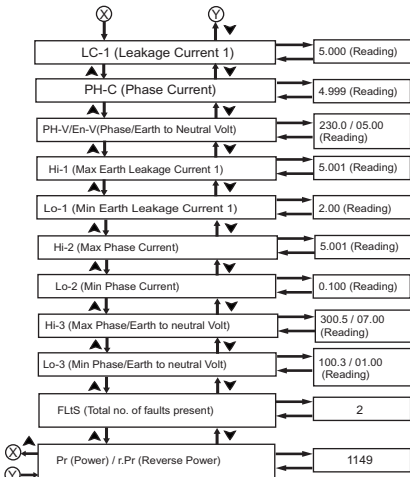 X Y
LC-1 (Leakage Current 1) 5.000 (Reading)
PH-C (Phase Current) 4.999 (Reading)
PH-V/En-V(Phase/Earth to Neutral Volt) 230.0 / 05.00
(Reading)
Hi-1 (Max Earth Leakage Current 1) 5.001 (Reading)
Lo-1 (Min Earth Leakage Current 1) 2.00 (Reading)
Hi-2 (Max Phase Current) 5.001 (Reading)
Lo-2 (Min Phase Current) 0.100 (Reading)
Hi-3 (Max Phase/Earth to neutral Volt) 300.5 / 07.00
(Reading)
Lo-3 (Min Phase/Earth to neutral Volt) 100.3 / 01.00
(Reading)
FLtS (Total no. of faults present) 2
X
Pr (Power) / r.Pr (Reverse Power) 1149
Y